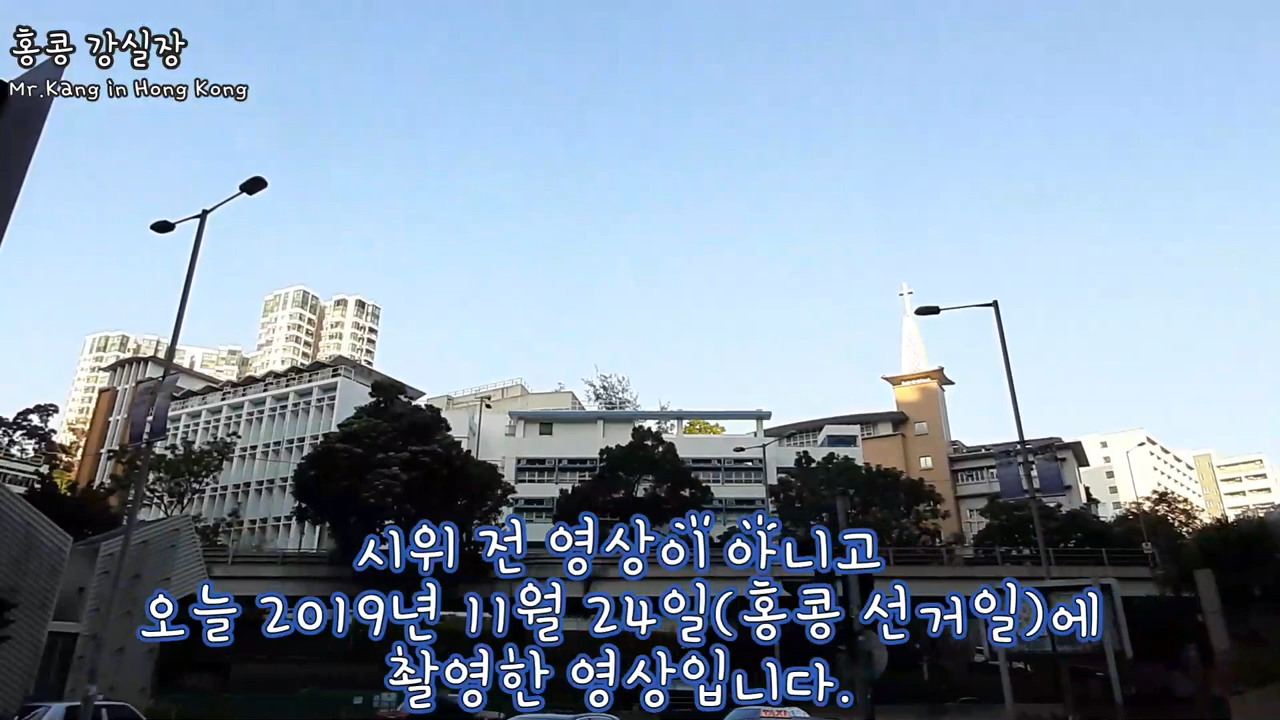 홍콩 강실장
Mr.Kang in Hong Kong
시위 전 영상이 아니고
오늘 2019년 11월 24일(홍콩 선거일)에
촬영한 영상입니다.
TAXI